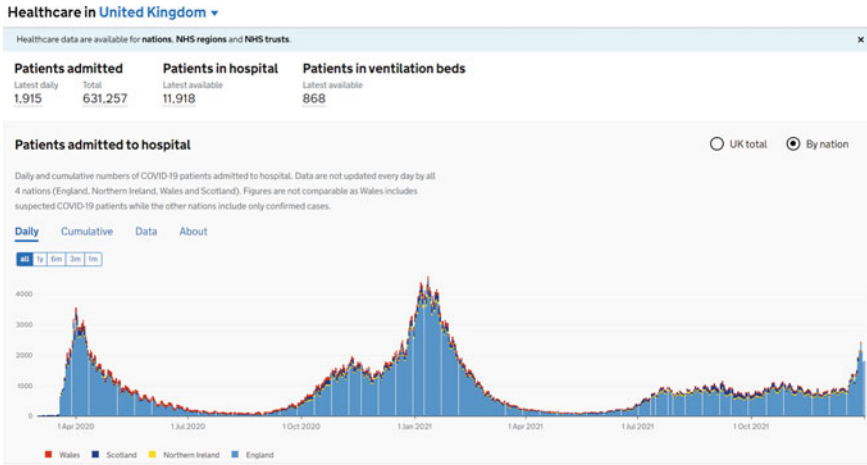 Healthcare in United Kingdom
Healthcare data are available for nations, NHS regions and NHS trusts.
Patients admitted
Latest daily Total
1,915 631,257
Patients in hospital
Latest available
11,918
Patients in ventilation beds
Latest available
868
Patients admitted to hospital
UK total By nation
Daily and cumulative numbers of COVID-19 patients admitted to hospital. Data are not updated every day by all
4 nations (England, Northern Ireland, Wales and Scotland). Figures are not comparable as Wales includes
suspected COVID-19 patients while the other nations include only confirmed cases.
Daily Cumulative Data About
all 1y 6m 3m 1m
4000
3000
2000
1000
0
1 Apr 2020 1 Jul 2020 1 Oct 2020 1 Jan 2021 1 Apr 2021 1 Jul 2021 1 Oct 2021
Wales Scotland Northern Ireland England